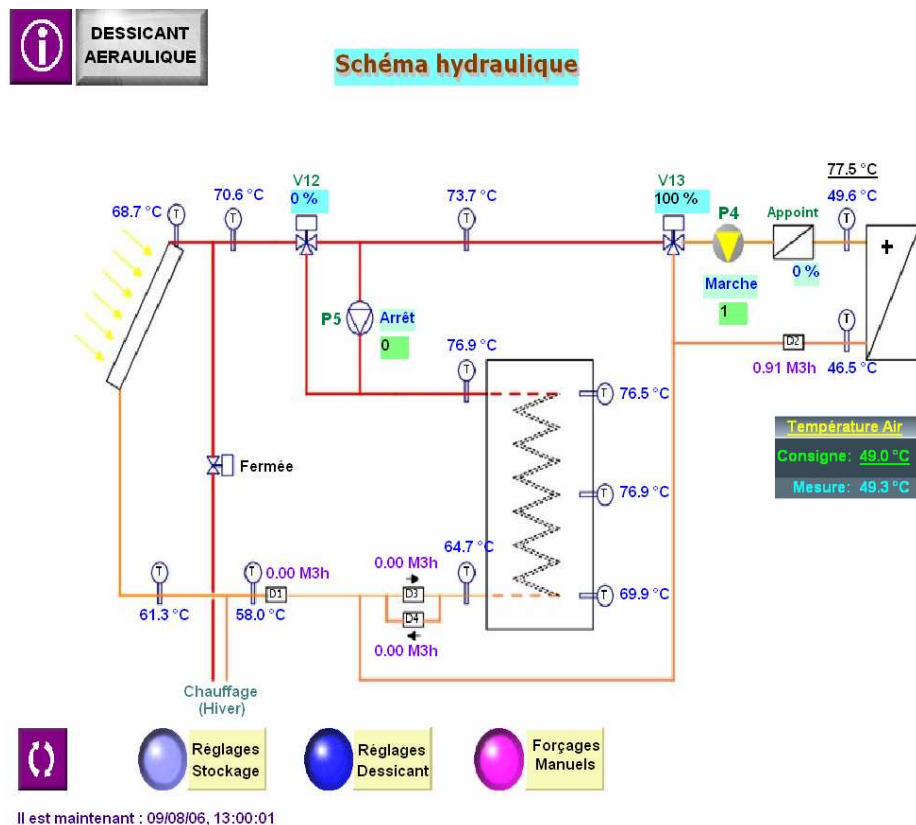 DESSICANT
AERAULIQUE
Schéma hydraulique
77.5 °C
V12
0 %
V13
100 %
70.6 °C
73.7 °C
49.6 °C
68.7 °C
T
T
T
T
P4
Appoint
0 %
+
Marche
1
P5
Arrêt
0
T
D2
0.91 M3h
46.5 °C
76.9 °C
T
T
76.5 °C
Température Air
Consigne: 49.0 °C
Mesure: 49.3 °C
Fermée
T
76.9 °C
64.7 °C
0.00 M3h
0.00 M3h
T
T
T
D1
D3
T
69.9 °C
61.3 °C
58.0 °C
D4
0.00 M3h
Chauffage
(Hiver)
Réglages
Stockage
Réglages
Dessicant
Forçages
Manuels
Il est maintenant : 09/08/06, 13:00:01